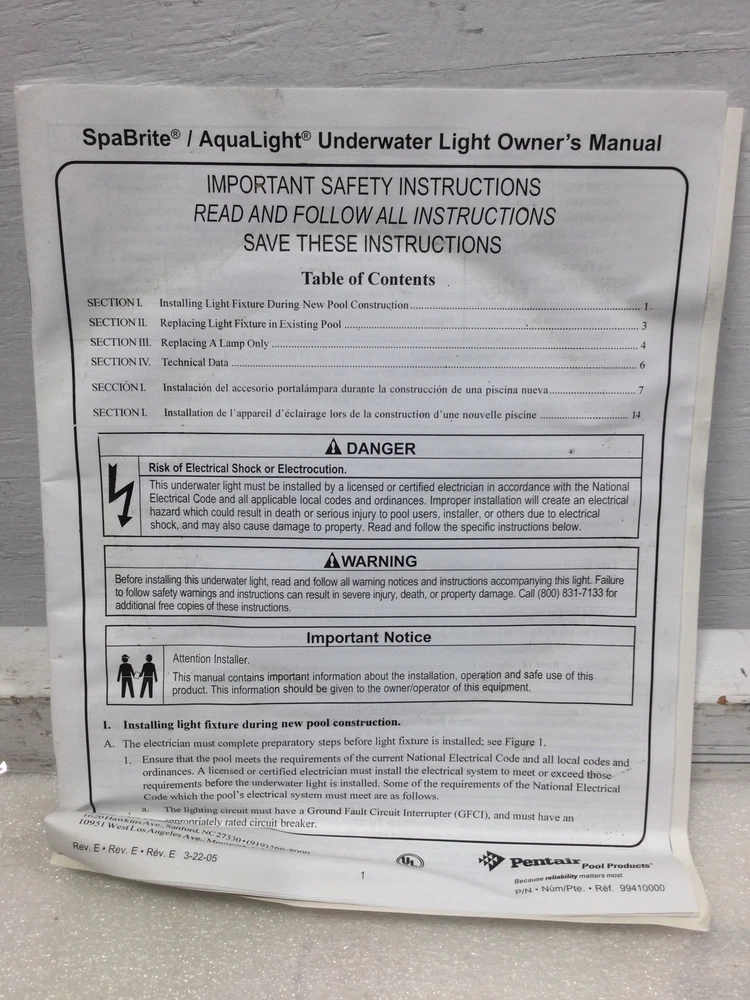 SpaBrite® / AquaLight® Underwater Light Owner's Manual
IMPORTANT SAFETY INSTRUCTIONS
READ AND FOLLOW ALL INSTRUCTIONS
SAVE THESE INSTRUCTIONS
Table of Contents
SECTION I. Installing Light Fixture During New Pool Construction ........ 1
SECTION II. Replacing Light Fixture in Existing Pool ........ 3
SECTION III. Replacing A Lamp Only ........ 4
SECTION IV. Technical Data ........ 6
SECCIÓN I. Instalación del accesorio portalámpara durante la construcción de una piscina nueva ........ 7
SECTION I. Installation de l'appareil d'éclairage lors de la construction d'une nouvelle piscine ........ 14
DANGER
Risk of Electrical Shock or Electrocution.
This underwater light must be installed by a licensed or certified electrician in accordance with the National
Electrical Code and all applicable local codes and ordinances. Improper installation will create an electrical
hazard which could result in death or serious injury to pool users, installer, or others due to electrical
shock, and may also cause damage to property. Read and follow the specific instructions below.
WARNING
Before installing this underwater light, read and follow all warning notices and instructions accompanying this light. Failure
to follow safety warnings and instructions can result in severe injury, death, or property damage. Call (800) 831-7133 for
additional free copies of these instructions.
Important Notice
Attention Installer.
This manual contains important information about the installation, operation and safe use of this
product. This information should be given to the owner/operator of this equipment.
I. Installing light fixture during new pool construction.
A. The electrician must complete preparatory steps before light fixture is installed; see Figure 1.
1. Ensure that the pool meets the requirements of the current National Electrical Code and all local codes and
ordinances. A licensed or certified electrician must install the electrical system to meet or exceed those
requirements before the underwater light is installed. Some of the requirements of the National Electrical
Code which the pool's electrical system must meet are as follows.
a. The lighting circuit must have a Ground Fault Circuit Interrupter (GFCI), and must have an
appropriately rated circuit breaker.
1620 Hawkins Ave., Sanford, NC 27330 • (919) 566-8000
10951 West Los Angeles Ave.,
Rev. E • Rev. E • Rév. E 3-22-05
1
UL
Pentair Pool Products™
Because reliability matters most
P/N • Núm/Pte. • Réf. 99410000